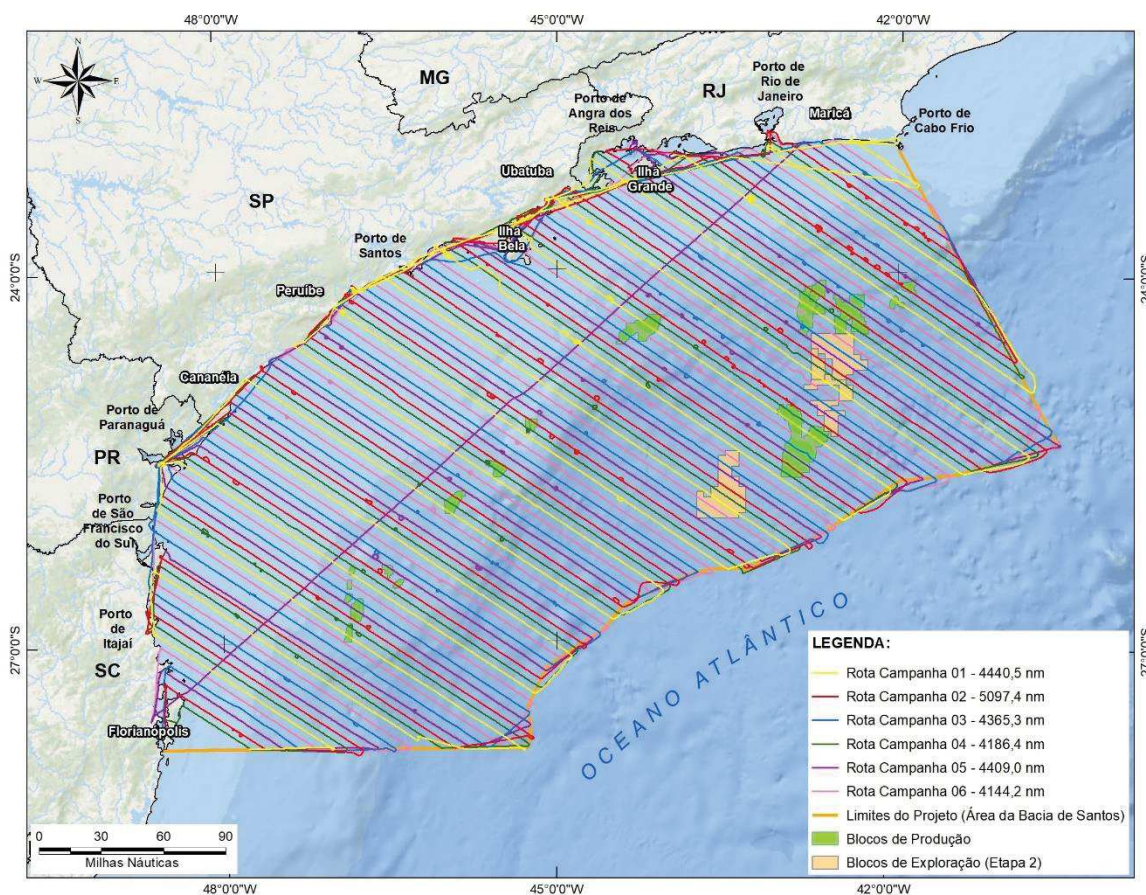 48°0'0"W
45°0'0"W
42°0'0"W
N
W
E
S
MG
RJ
SP
PR
SC
Porto de
Rio de
Janeiro
Porto de
Angra dos
Reis
Maricá
Porto de
Cabo Frio
Ubatuba
Ilha
Grande
Ilha
Bela
Porto de
Santos
24°0'0"S
24°0'0"S
Peruíbe
Cananéia
Porto de
Paranaguá
Porto
de São
Francisco
do Sul
Porto
de
Itajaí
27°0'0"S
27°0'0"S
Florianópolis
OCEANO ATLÂNTICO
LEGENDA:
Rota Campanha 01 - 4440,5 nm
Rota Campanha 02 - 5097,4 nm
Rota Campanha 03 - 4365,3 nm
Rota Campanha 04 - 4186,4 nm
Rota Campanha 05 - 4409,0 nm
Rota Campanha 06 - 4144,2 nm
Limites do Projeto (Área da Bacia de Santos)
Blocos de Produção
Blocos de Exploração (Etapa 2)
0 30 60 90
Milhas Náuticas
48°0'0"W
45°0'0"W
42°0'0"W